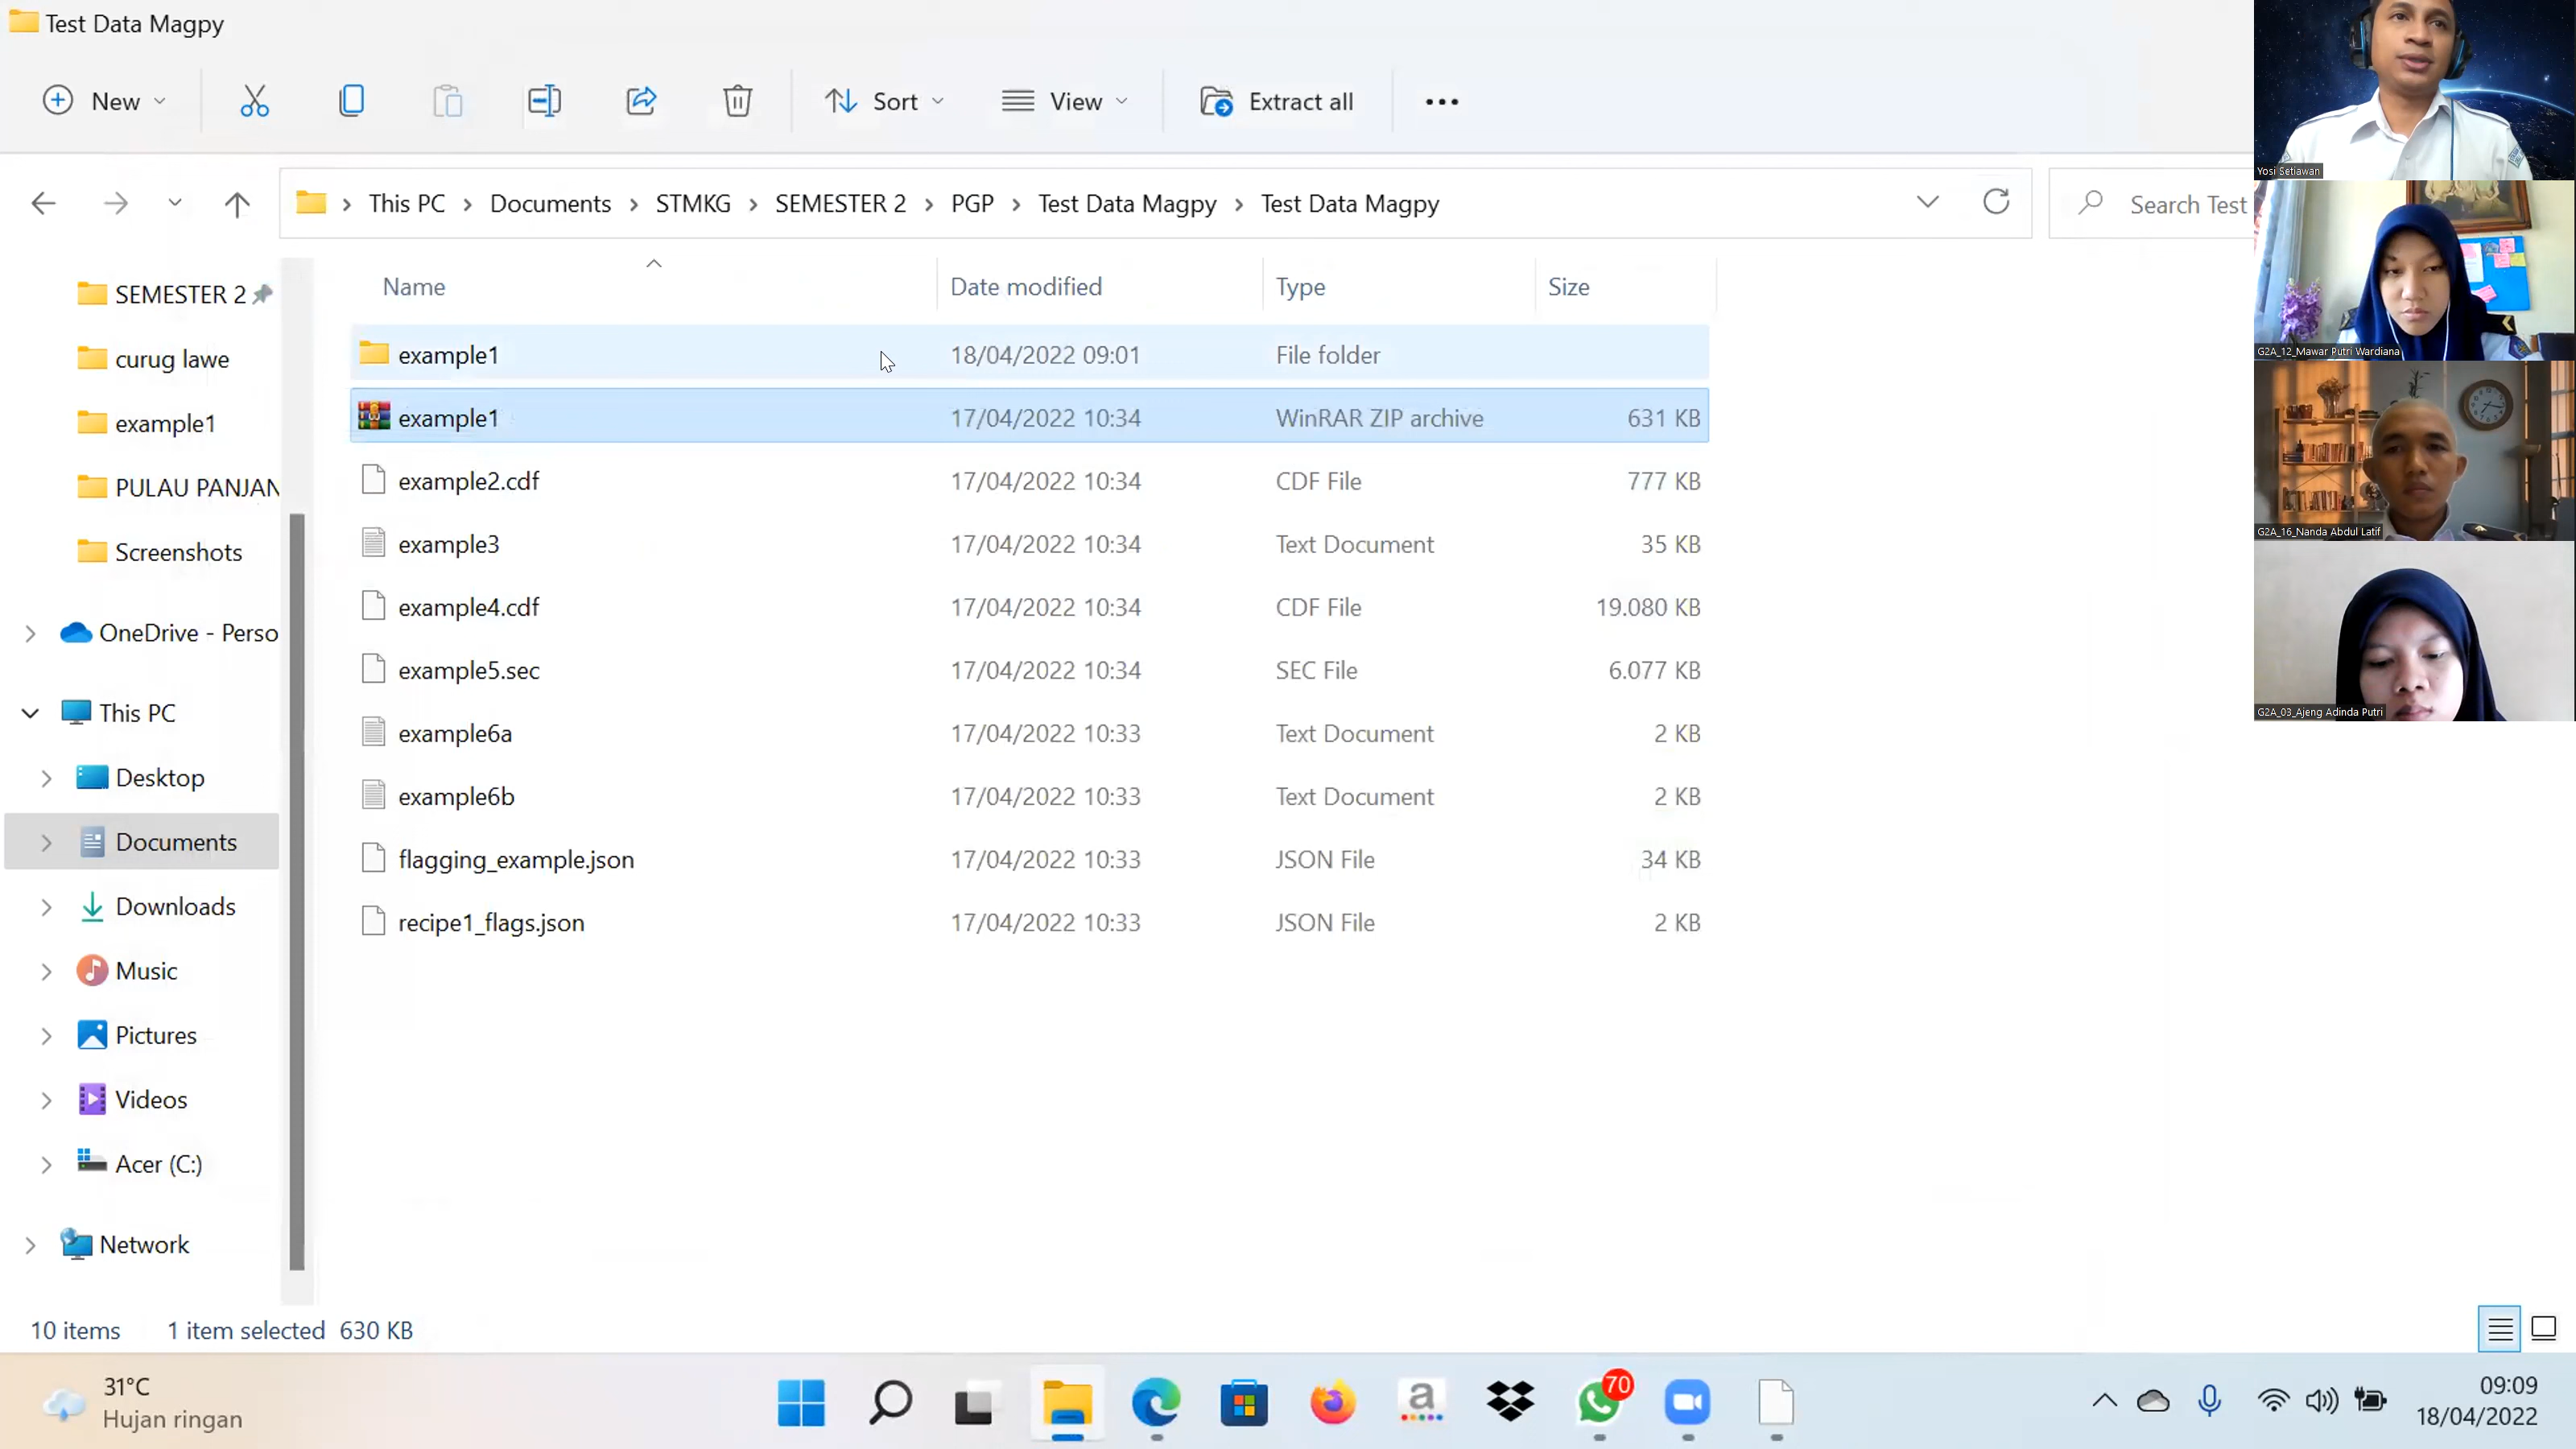 Test Data Magpy
New
Sort
View
Extract all
This PC > Documents > STMKG > SEMESTER 2 > PGP > Test Data Magpy > Test Data Magpy
Search Test
Name Date modified Type Size
example1 18/04/2022 09:01 File folder
example1 17/04/2022 10:34 WinRAR ZIP archive 631 KB
example2.cdf 17/04/2022 10:34 CDF File 777 KB
example3 17/04/2022 10:34 Text Document 35 KB
example4.cdf 17/04/2022 10:34 CDF File 19.080 KB
example5.sec 17/04/2022 10:34 SEC File 6.077 KB
example6a 17/04/2022 10:33 Text Document 2 KB
example6b 17/04/2022 10:33 Text Document 2 KB
flagging_example.json 17/04/2022 10:33 JSON File 34 KB
recipe1_flags.json 17/04/2022 10:33 JSON File 2 KB
SEMESTER 2
curug lawe
example1
PULAU PANJAN
Screenshots
OneDrive - Perso
This PC
Desktop
Documents
Downloads
Music
Pictures
Videos
Acer (C:)
Network
10 items 1 item selected 630 KB
Yosi Setiawan
G2A_12_Mawar Putri Wardiana
G2A_16_Nanda Abdul Latif
G2A_03_Ajeng Adinda Putri
31°C
Hujan ringan
a
70
09:09
18/04/2022